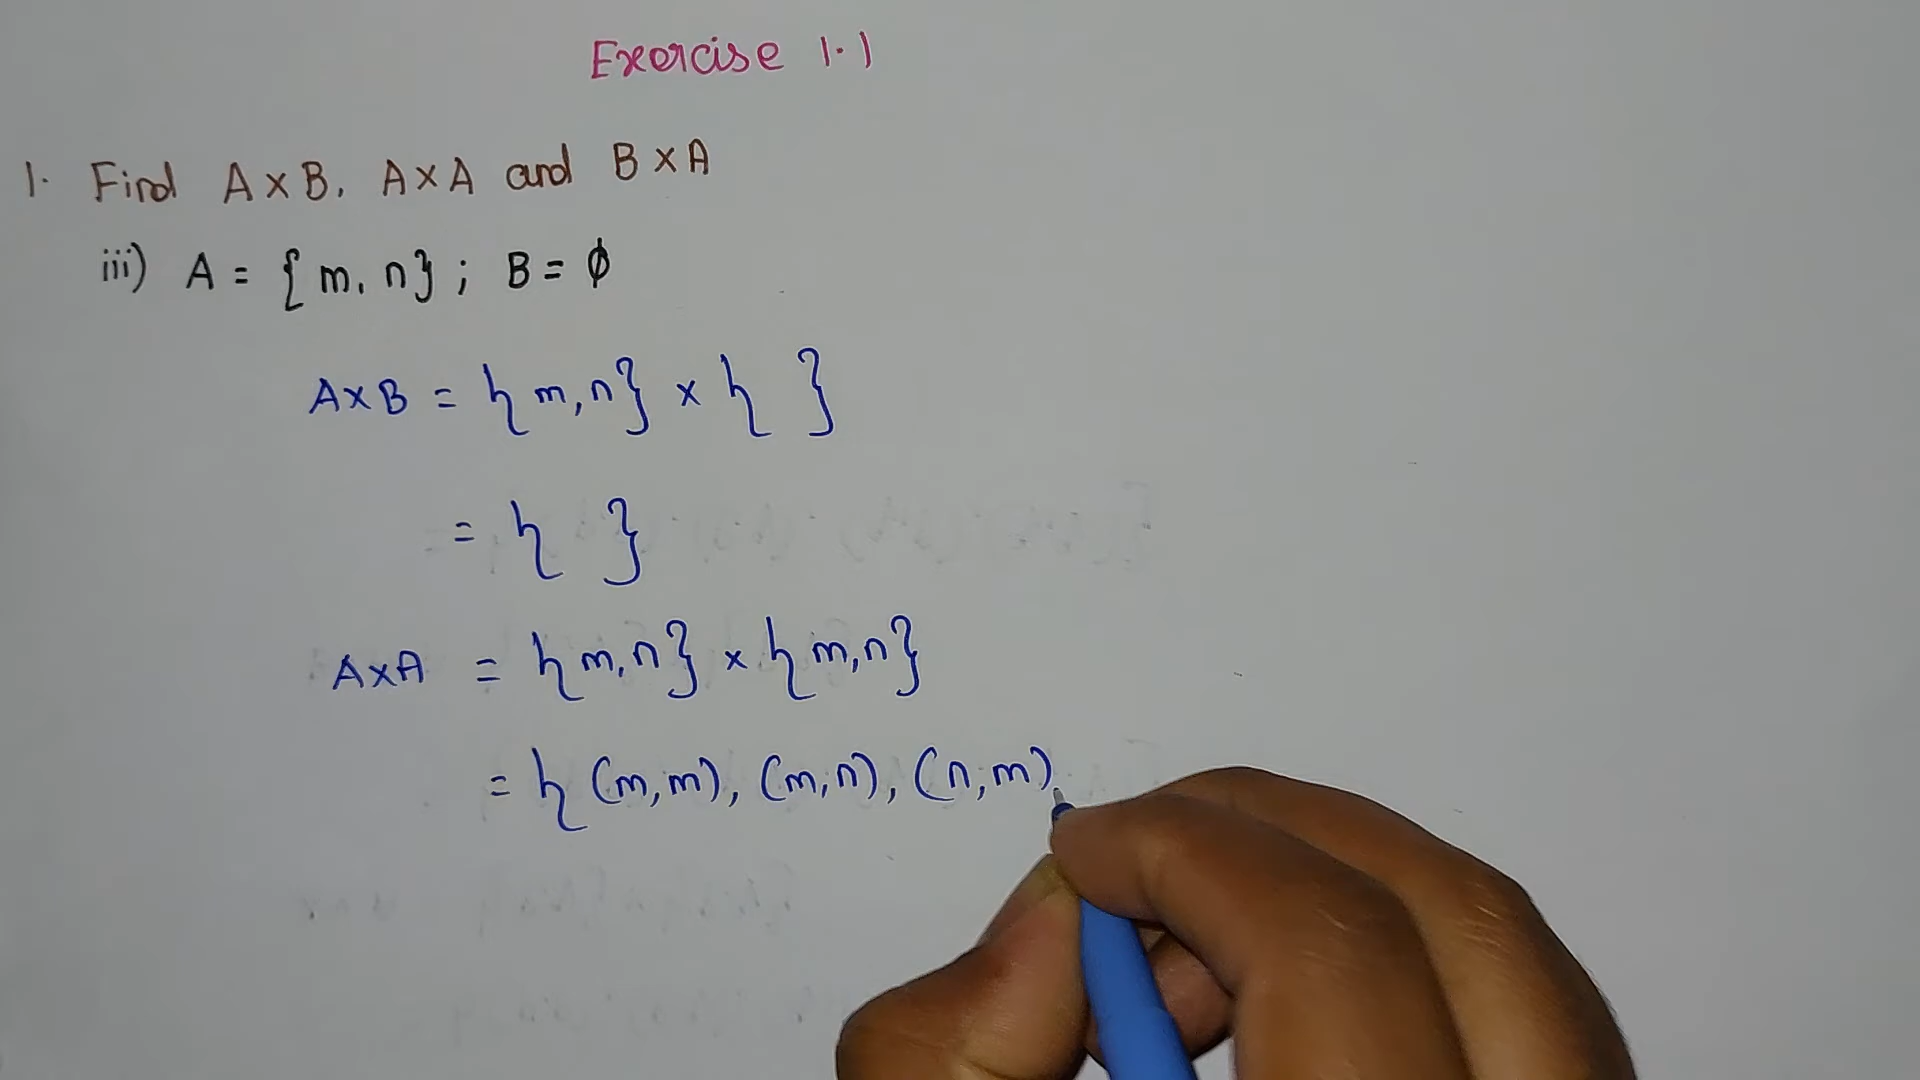 Exercise 1.1
1. Find A×B, A×A and B×A
iii) A = {m, n} ; B = ϕ
A×B = {m,n} × { }
= { }
A×A = {m,n} × {m,n}
= { (m,m), (m,n), (n,m),